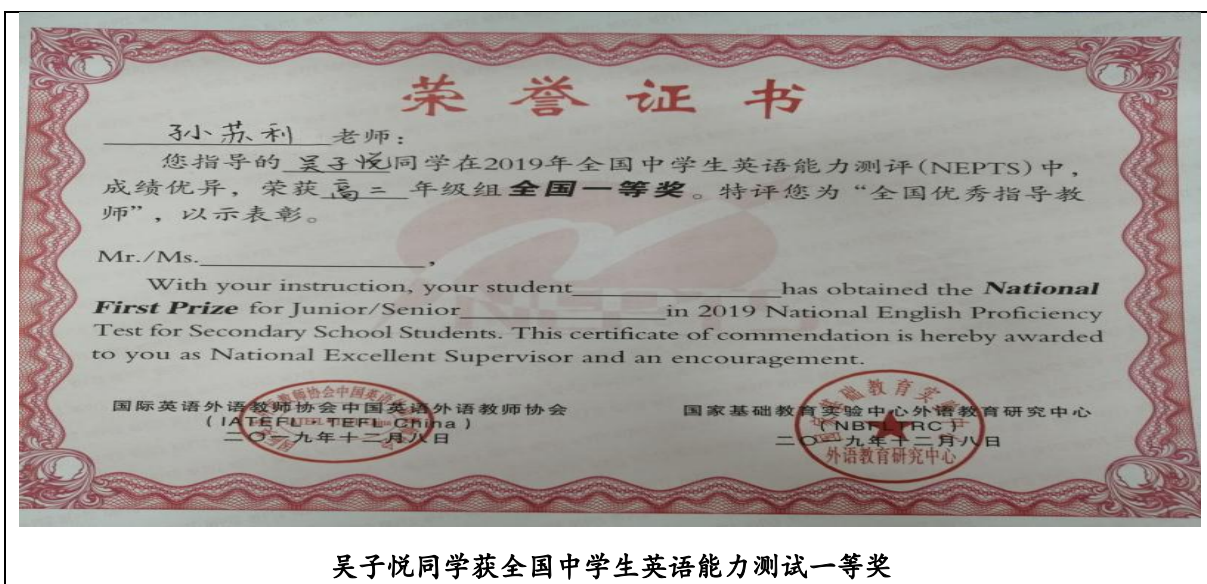 荣誉证书
孙苏利 老师：
您指导的 吴子悦同学在2019年全国中学生英语能力测评(NEPTS)中，
成绩优异，荣获 高三 年级组全国一等奖。特评您为“全国优秀指导教
师”，以示表彰。
Mr./Ms.____________,
With your instruction, your student____________has obtained the National
First Prize for Junior/Senior____________in 2019 National English Proficiency
Test for Secondary School Students. This certificate of commendation is hereby awarded
to you as National Excellent Supervisor and an encouragement.
国际英语外语教师协会中国英语外语教师协会
(IATEFL · TEFL China)
二〇一九年十二月八日
国家基础教育实验中心外语教育研究中心
(NBFLTRC)
二〇一九年十二月八日
外语教育研究中心
NEPTS
吴子悦同学获全国中学生英语能力测试一等奖